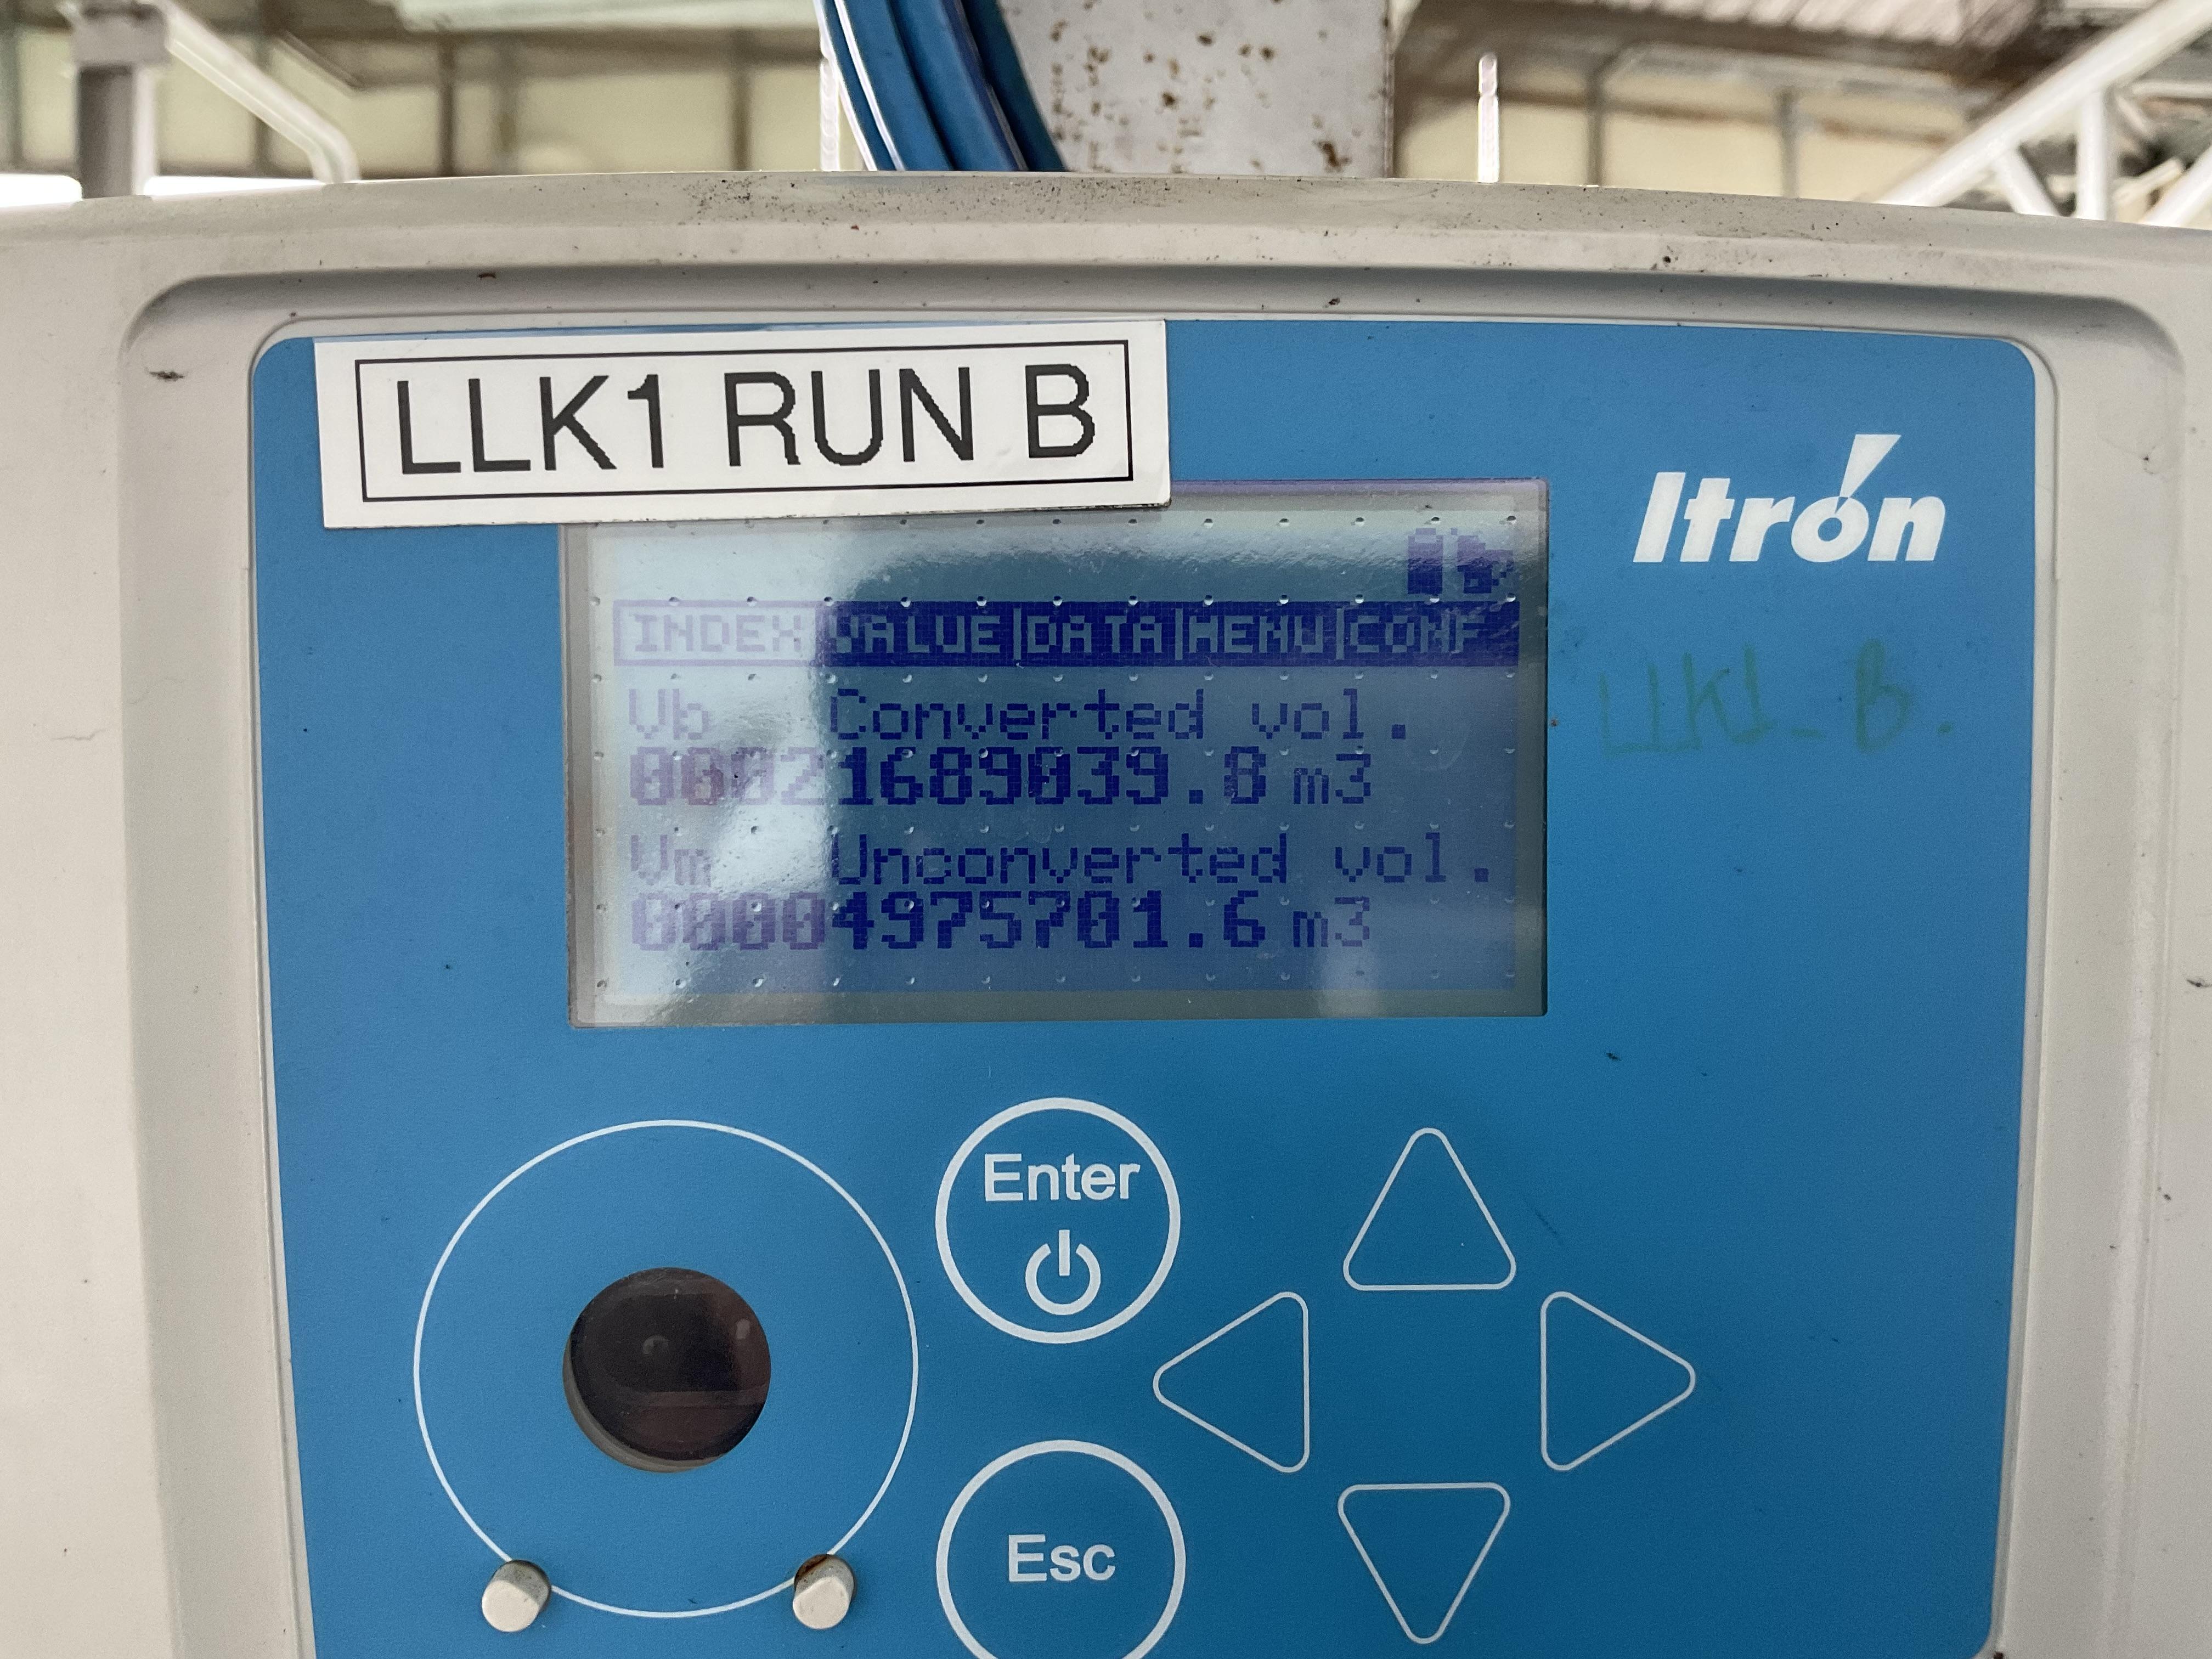 LLK1 RUN B
Itrón
INDEX VALUE|DATA|MENU|CONF
LLK1-B.
Vb Converted vol.
00021689039.8 m3
Vm Unconverted vol.
00004975701.6 m3
Enter
Esc